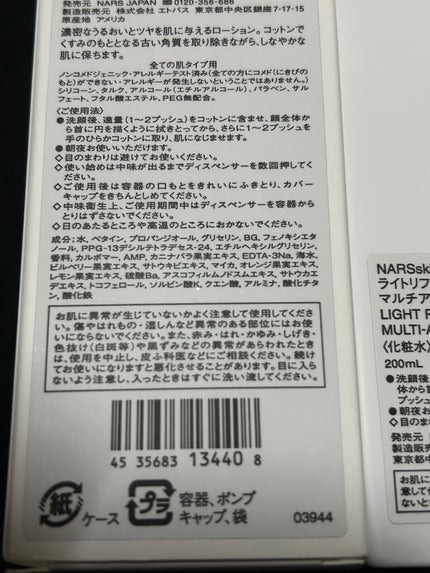 発売元 NARS JAPAN ☎0120-356-686
製造販売元 株式会社 エトバス 東京都中央区銀座7-17-15
原産地 アメリカ
濃密なうるおいとツヤを肌に与えるローション。コットン
でくすみのもととなる古い角質を取り除きながら、しなやかな
肌に保ちます。
全ての肌タイプ用
ノンコメドジェニック・アレルギーテスト済み(全ての方にコメド(にきびの
もと)ができない・アレルギーが発生しないということではありません。)
シリコーン、タルク、アルコール(エチルアルコール)、パラベン、サル
フェート、フタル酸エステル、PEG無配合。
〈ご使用法〉
●洗顔後、適量(1〜2プッシュ)をコットンに含ませ、顔全体か
ら首に円を描くように拭きとってから、さらに1〜2プッシュを
手のひらかコットンに取り、肌になじませます。
●朝夜お使いいただけます。
◇目のまわりは避けてお使いください。
◇使い始めは中味が出るまでディスペンサーを数回押してく
ださい。
◇ご使用後は容器の口もとをきれいにふきとり、カバー
キャップをきちんとしめてください。
◇中味衛生上、ご使用期間中はディスペンサーを容器から
とりはずさないでください。
◇日のあたるところや高温のところにおかないでください。
成分:水、ベタイン、プロパンジオール、グリセリン、BG、フェノキシエタ
ノール、PPG-13デシルテトラデセス-24、エチルヘキシルグリセリン、
香料、カルボマー、AMP、カニナバラ果実エキス、EDTA-3Na、海水、
ビルベリー果実エキス、サトウキビエキス、マイカ、オレンジ果実エキス、
レモン果実エキス、硫酸Ba、アスコフィルムノドスムエキス、サトウカエ
デエキス、トコフェロール、ソルビン酸K、クエン酸、アルミナ、酸化チタ
ン、酸化鉄
お肌に異常が生じていないかよく注意して使用してくださ
い。傷やはれもの・湿しんなど異常のある部位にはお使
いにならないでください。また、赤み・はれ・かゆみ・しげき・
色抜け(白斑等)や黒ずみなどの異常があらわれたとき
は、使用を中止し、皮ふ科医などにご相談ください。続け
てお使いになりますと悪化することがあります。目に入ら
ないよう注意し、入ったときはすぐに洗い流してください。
4 535683 134408
紙 ケース プラ 容器、ポンプ
キャップ、袋
03944
NARSski
ライトリフ
マルチア
LIGHT R
MULTI-A
〈化粧水〉
200mL
●洗顔後
体から首
プッシュ
●朝夜お
◇目のまわ
発売元
製造販売
東京都中
お肌に
意して使